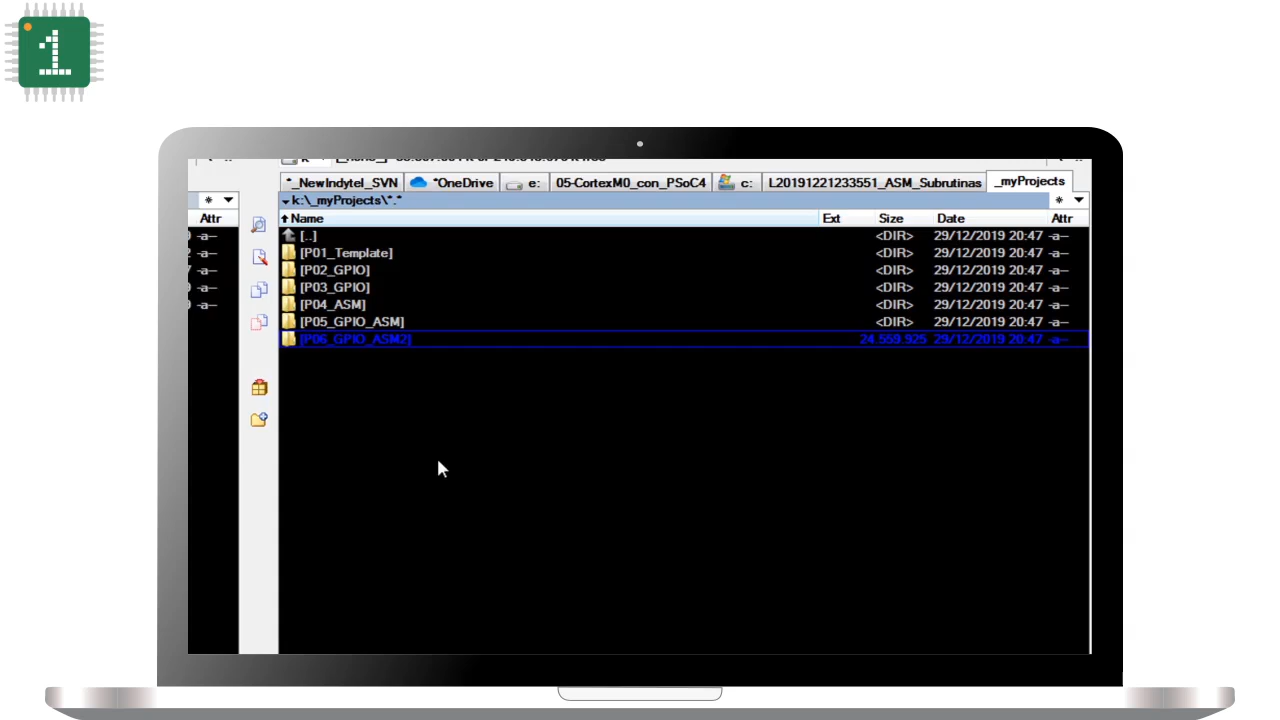 1
*_NewIndytel_SVN *OneDrive e: 05-CortexM0_con_PSoC4 c: L20191221233551_ASM_Subrutinas _myProjects
k:\_myProjects\*.* * 
Attr Name Ext Size Date Attr
[..] <DIR> 29/12/2019 20:47 -a--
-a-- [P01_Template] <DIR> 29/12/2019 20:47 -a--
-a-- [P02_GPIO] <DIR> 29/12/2019 20:47 -a--
-a-- [P03_GPIO] <DIR> 29/12/2019 20:47 -a--
-a-- [P04_ASM] <DIR> 29/12/2019 20:47 -a--
[P05_GPIO_ASM] <DIR> 29/12/2019 20:47 -a--
[P06_GPIO_ASM2] 24.559.925 29/12/2019 20:47 -a--